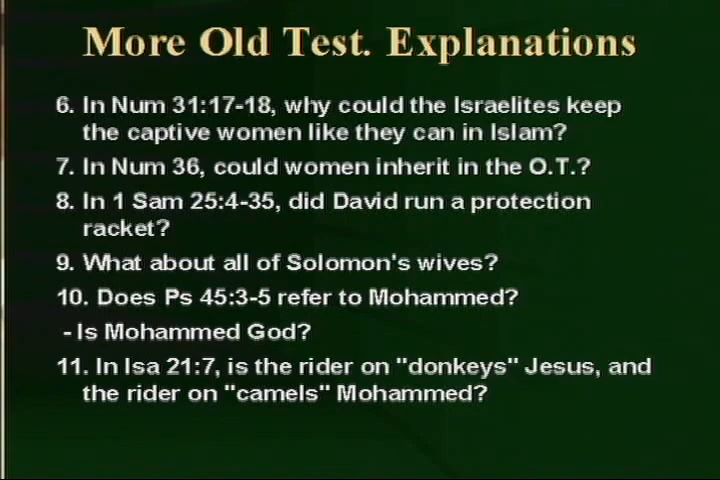 More Old Test. Explanations
6. In Num 31:17-18, why could the Israelites keep
the captive women like they can in Islam?
7. In Num 36, could women inherit in the O.T.?
8. In 1 Sam 25:4-35, did David run a protection
racket?
9. What about all of Solomon's wives?
10. Does Ps 45:3-5 refer to Mohammed?
- Is Mohammed God?
11. In Isa 21:7, is the rider on "donkeys" Jesus, and
the rider on "camels" Mohammed?